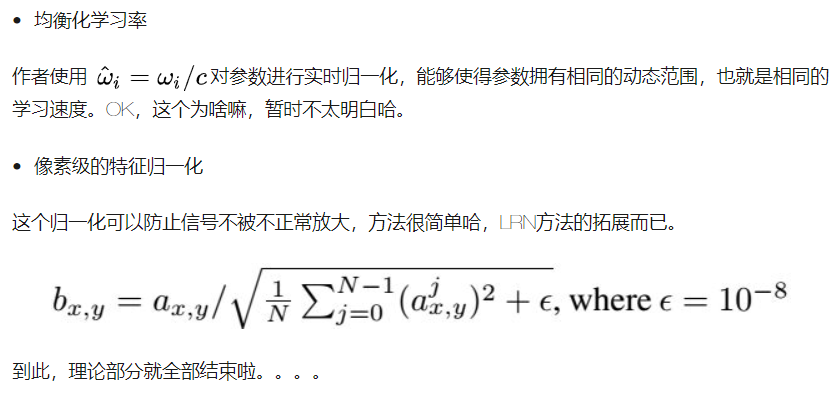 • 均衡化学习率
作者使用 $\hat{\omega}_i = \omega_i/c$ 对参数进行实时归一化，能够使得参数拥有相同的动态范围，也就是相同的
学习速度。OK，这个为啥嘛，暂时不太明白哈。
• 像素级的特征归一化
这个归一化可以防止信号不被不正常放大，方法很简单哈，LRN方法的拓展而已。
$b_{x,y} = a_{x,y}/\sqrt{\frac{1}{N}\sum_{j=0}^{N-1}(a_{x,y}^j)^2 + \epsilon}$, where $\epsilon = 10^{-8}$
到此，理论部分就全部结束啦。。。。